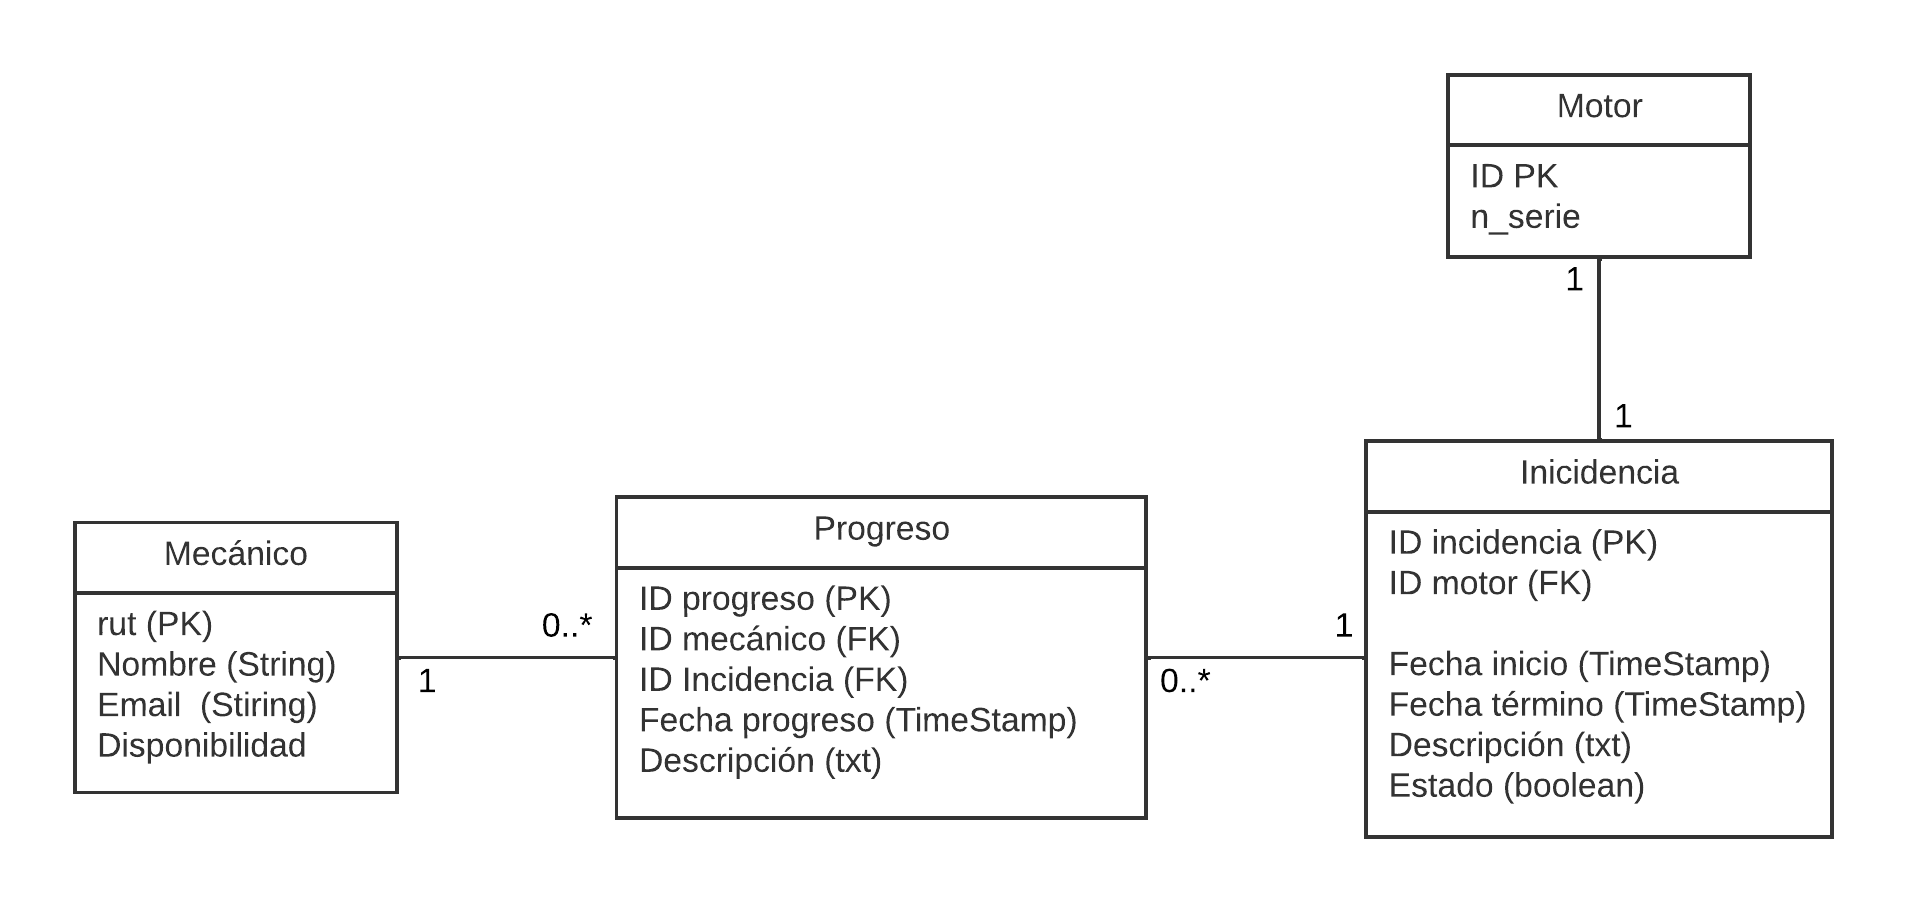 Motor
ID PK
n_serie
1
1
Inicidencia
ID incidencia (PK)
ID motor (FK)
Fecha inicio (TimeStamp)
Fecha término (TimeStamp)
Descripción (txt)
Estado (boolean)
Progreso
ID progreso (PK)
ID mecánico (FK)
ID Incidencia (FK)
Fecha progreso (TimeStamp)
Descripción (txt)
Mecánico
rut (PK)
Nombre (String)
Email  (Stiring)
Disponibilidad
1
0..*
0..*
1